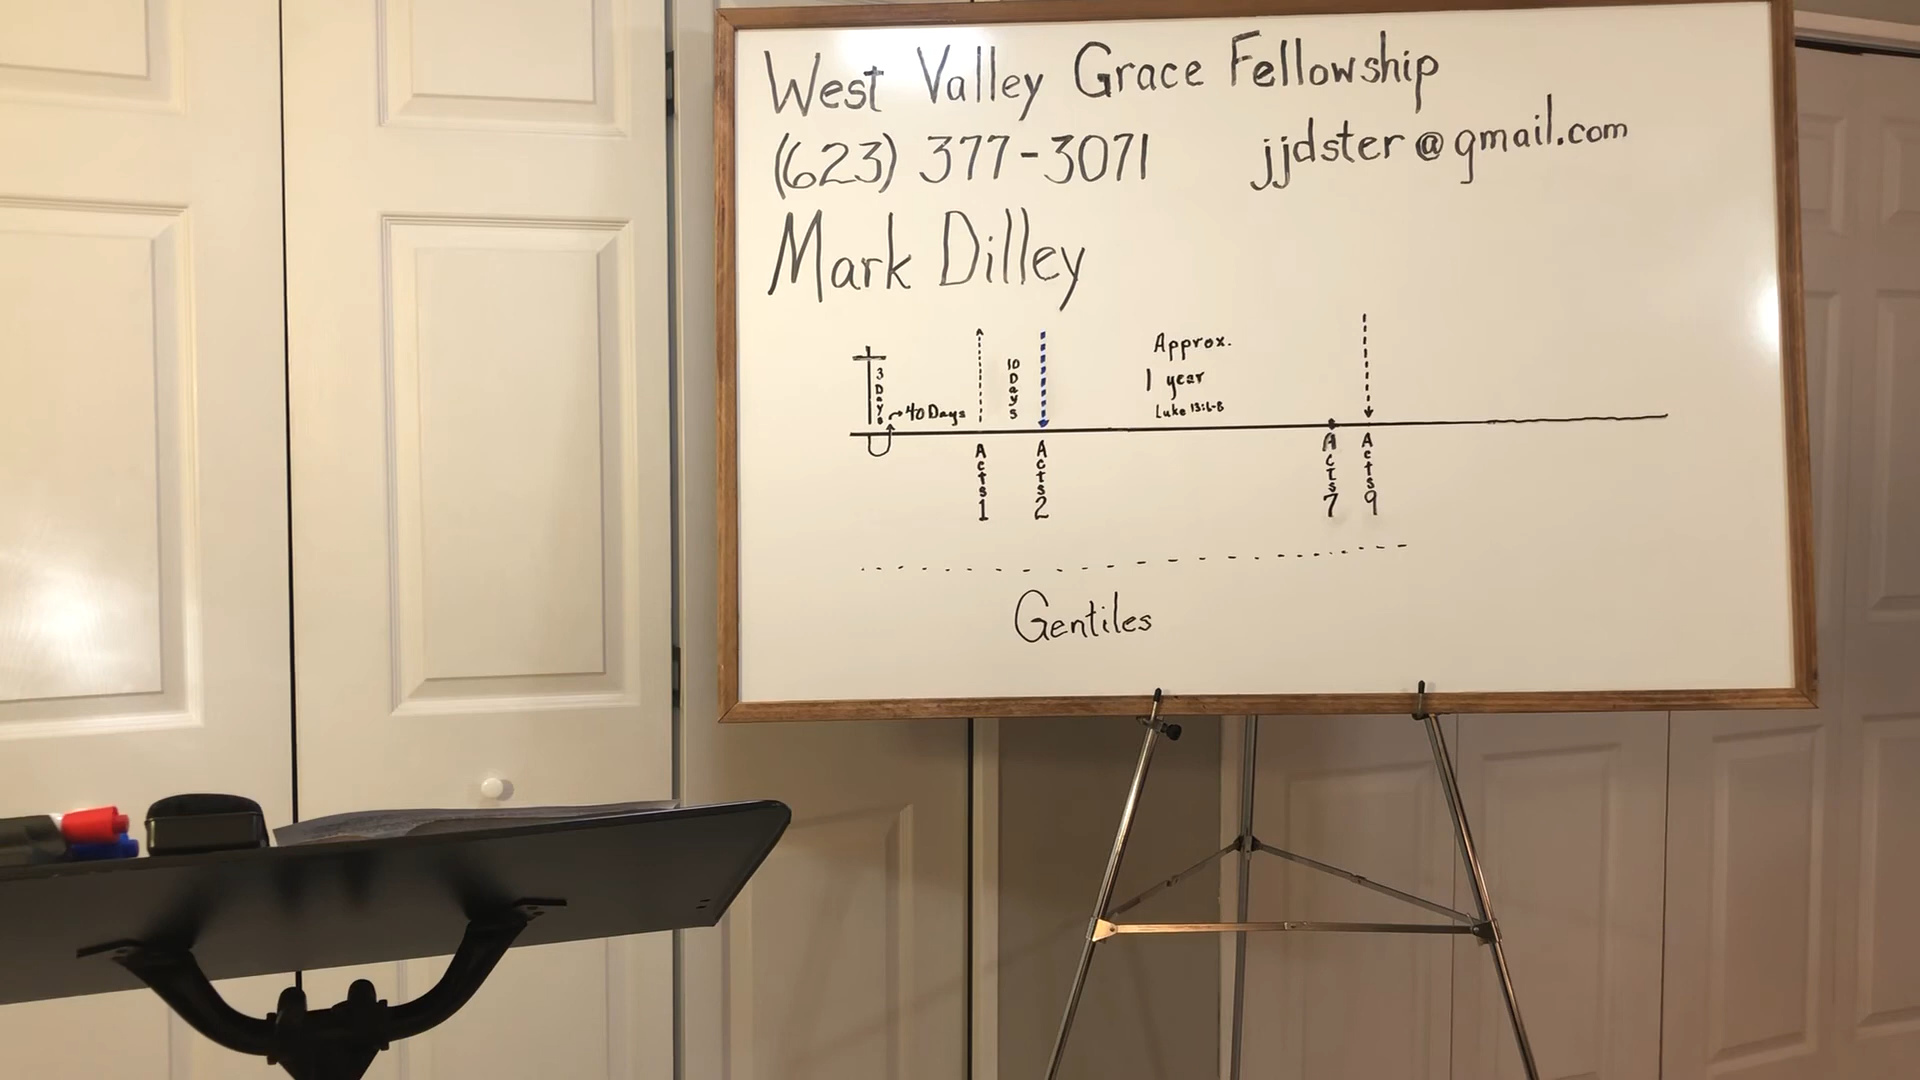 West Valley Grace Fellowship
(623) 377-3071 jjdster@gmail.com
Mark Dilley
3 Days
40 Days
10 Days
Approx.
1 year
Luke 13:6-8
Acts 1
Acts 2
Acts 7
Acts 9
Gentiles